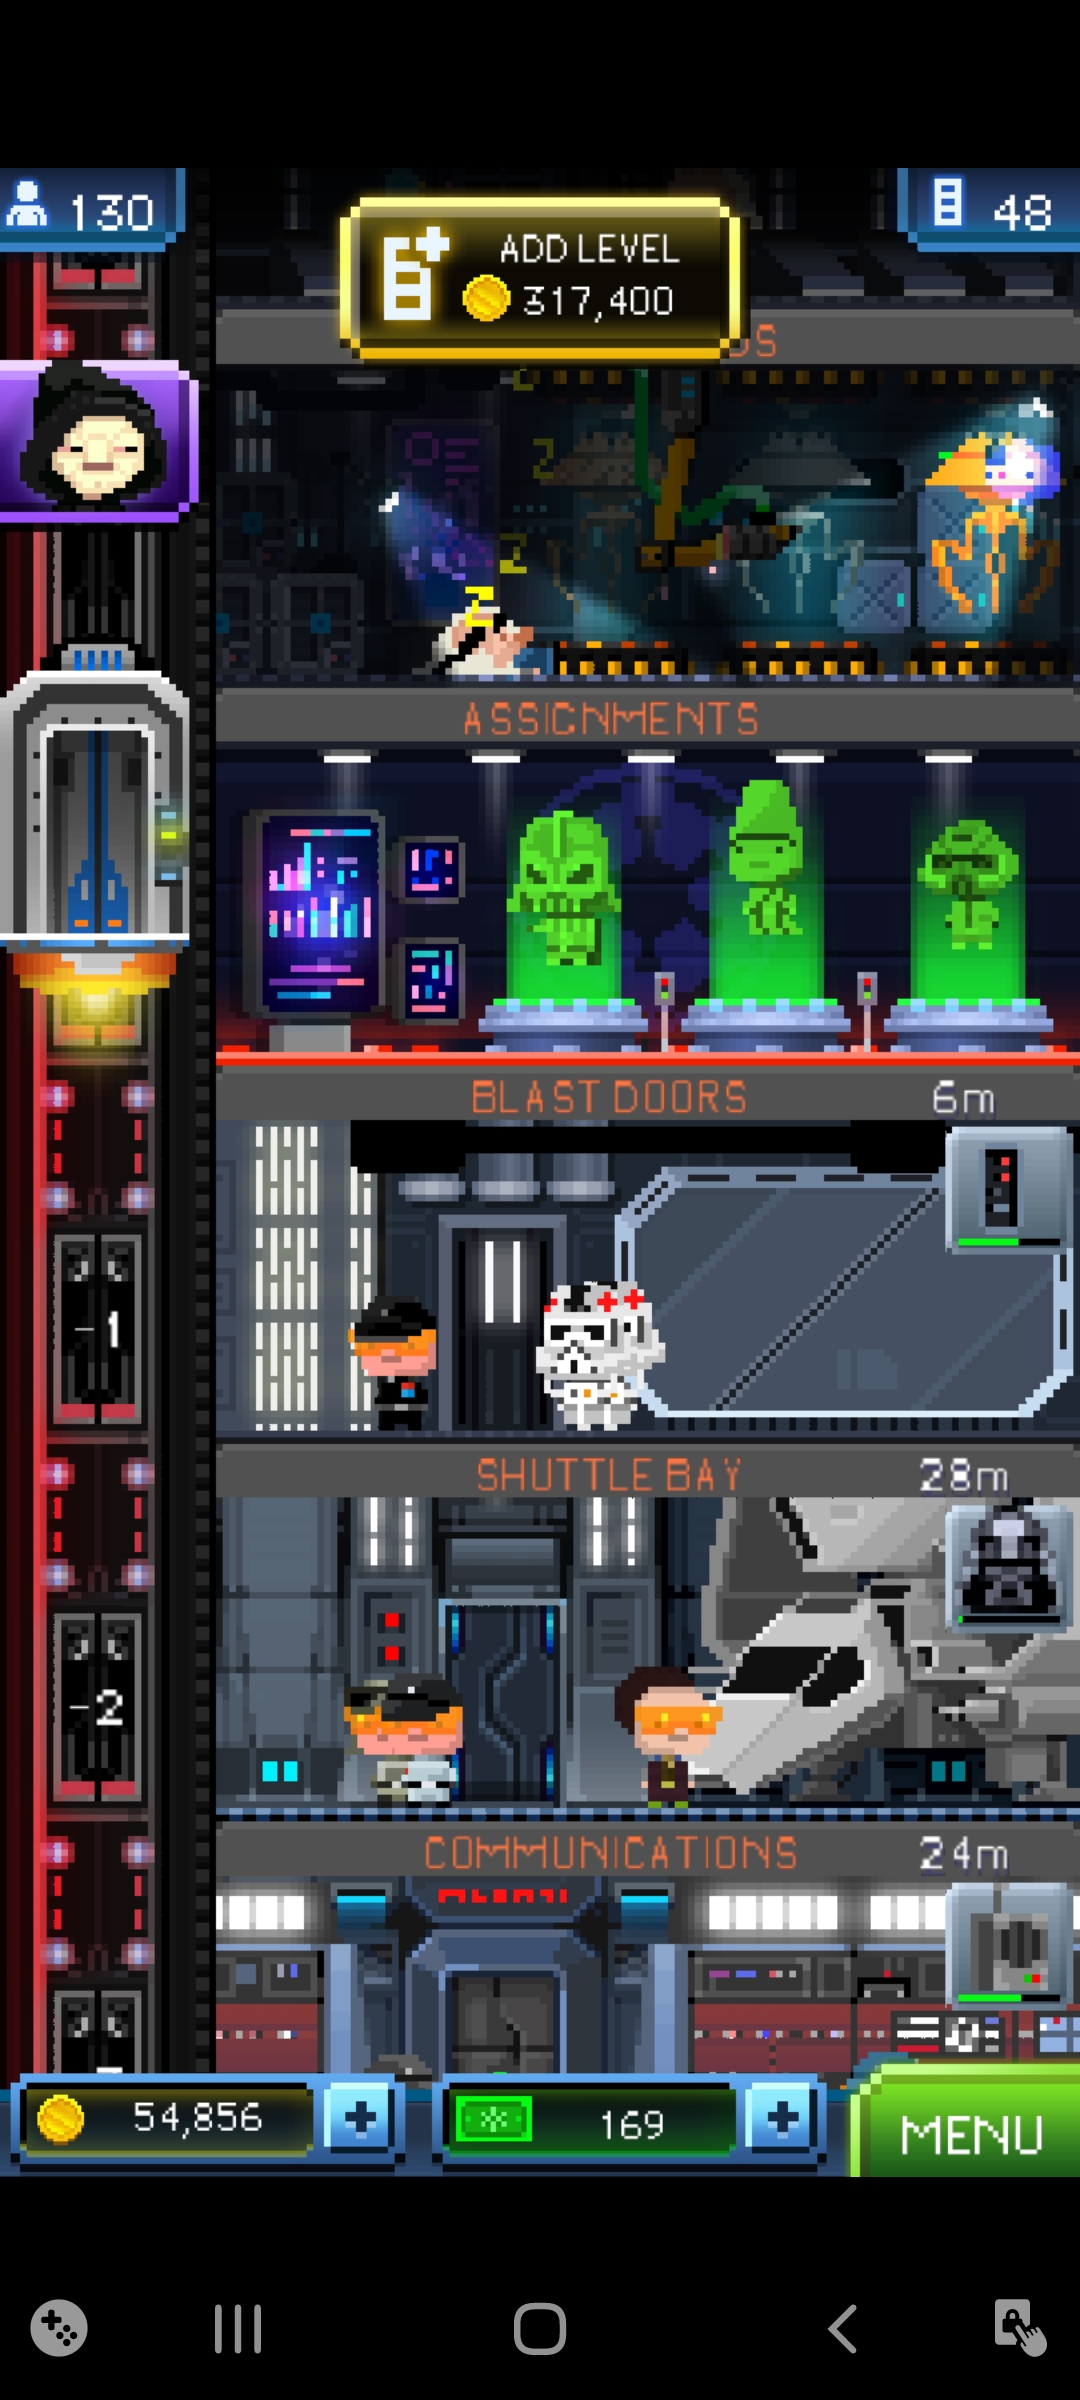 130
48
ADD LEVEL
317,400
ASSIGNMENTS
BLAST DOORS 6m
-1
SHUTTLE BAY 28m
-2
COMMUNICATIONS 24m
54,856
169
MENU